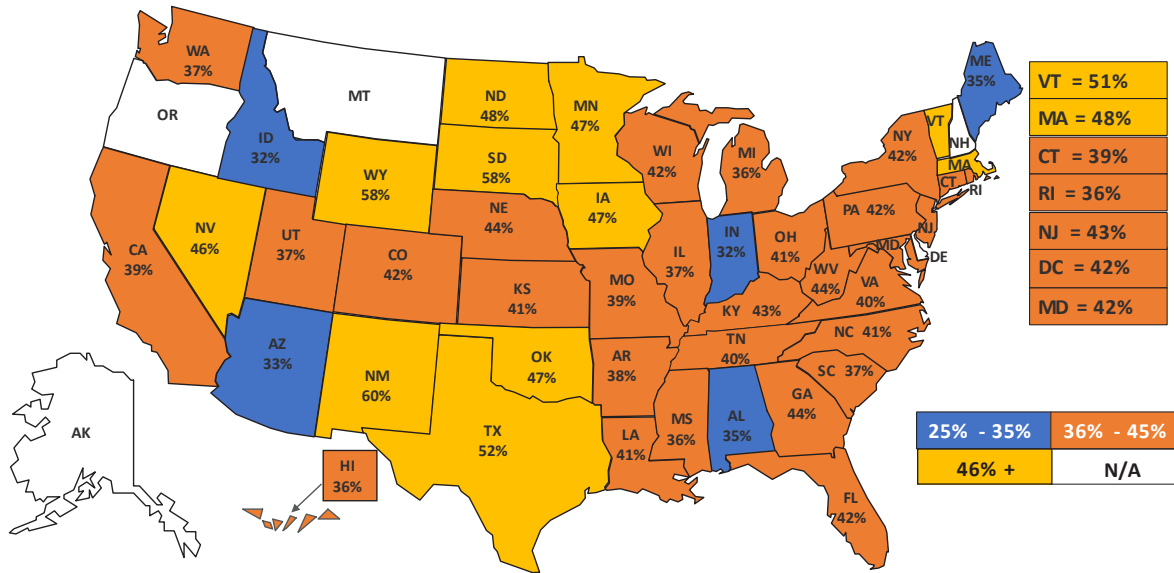 WA
37%
OR
MT
ID
32%
ND
48%
MN
47%
SD
58%
WY
58%
WI
42%
MI
36%
NY
42%
VT
NH
ME
35%
MA
CT
RI
NV
46%
UT
37%
CA
39%
CO
42%
NE
44%
IA
47%
KS
41%
MO
39%
IL
37%
IN
32%
OH
41%
PA 42%
NJ
MD
DE
WV
44%
VA
40%
KY 43%
TN
40%
NC 41%
SC 37%
AZ
33%
NM
60%
OK
47%
AR
38%
TX
52%
LA
41%
MS
36%
AL
35%
GA
44%
FL
42%
AK
HI
36%
VT = 51%
MA = 48%
CT = 39%
RI = 36%
NJ = 43%
DC = 42%
MD = 42%
25% - 35%
36% - 45%
46% +
N/A